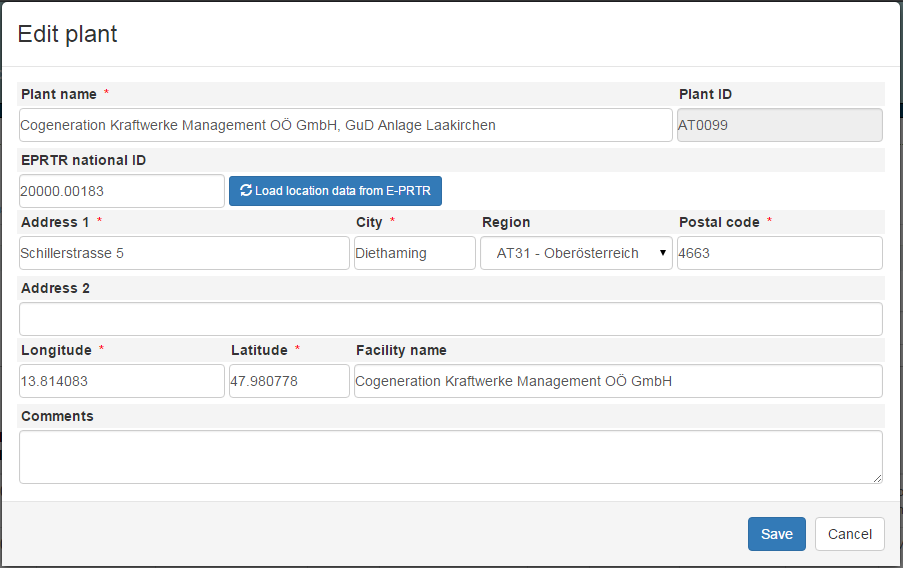 Edit plant
Plant name * Plant ID
Cogeneration Kraftwerke Management OÖ GmbH, GuD Anlage Laakirchen AT0099
EPRTR national ID
20000.00183 Load location data from E-PRTR
Address 1 * City * Region Postal code *
Schillerstrasse 5 Diethaming AT31 - Oberösterreich 4663
Address 2
Longitude * Latitude * Facility name
13.814083 47.980778 Cogeneration Kraftwerke Management OÖ GmbH
Comments
Save Cancel